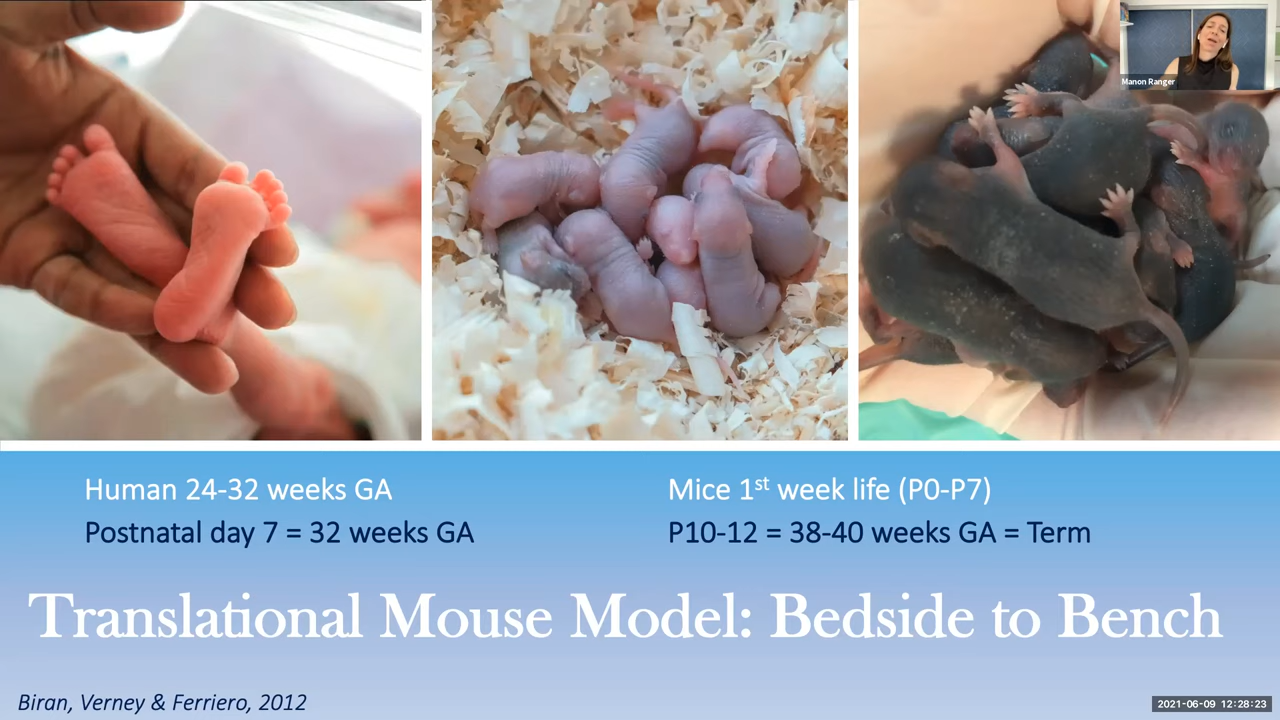 Manon Ranger
Human 24-32 weeks GA
Postnatal day 7 = 32 weeks GA
Mice 1st week life (P0-P7)
P10-12 = 38-40 weeks GA = Term
Translational Mouse Model: Bedside to Bench
Biran, Verney & Ferriero, 2012
2021-06-09 12:28:23